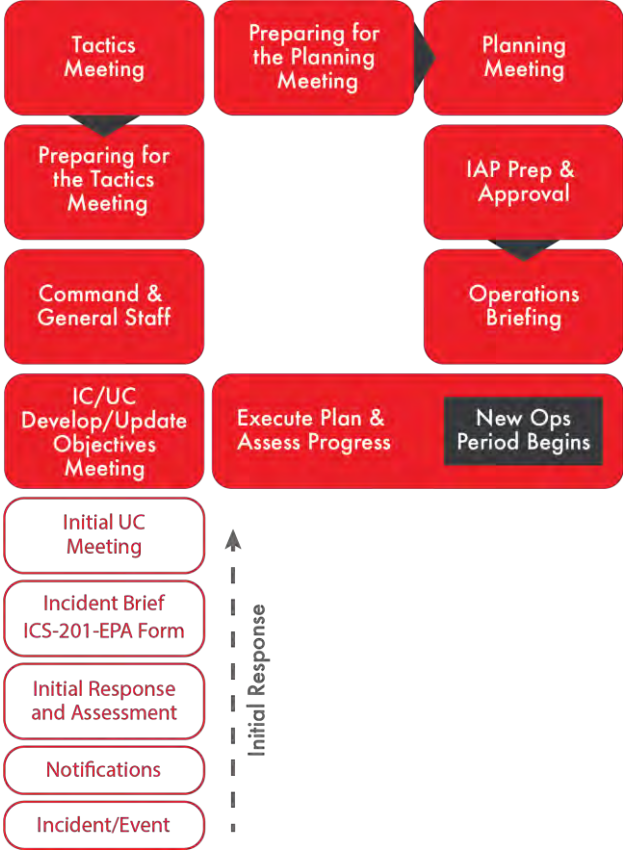 Tactics
Meeting
Preparing for
the Planning
Meeting
Planning
Meeting
Preparing for
the Tactics
Meeting
IAP Prep &
Approval
Command &
General Staff
Operations
Briefing
IC/UC
Develop/Update
Objectives
Meeting
Execute Plan &
Assess Progress
New Ops
Period Begins
Initial UC
Meeting
Incident Brief
ICS-201-EPA Form
Initial Response
and Assessment
Notifications
Incident/Event
Initial Response